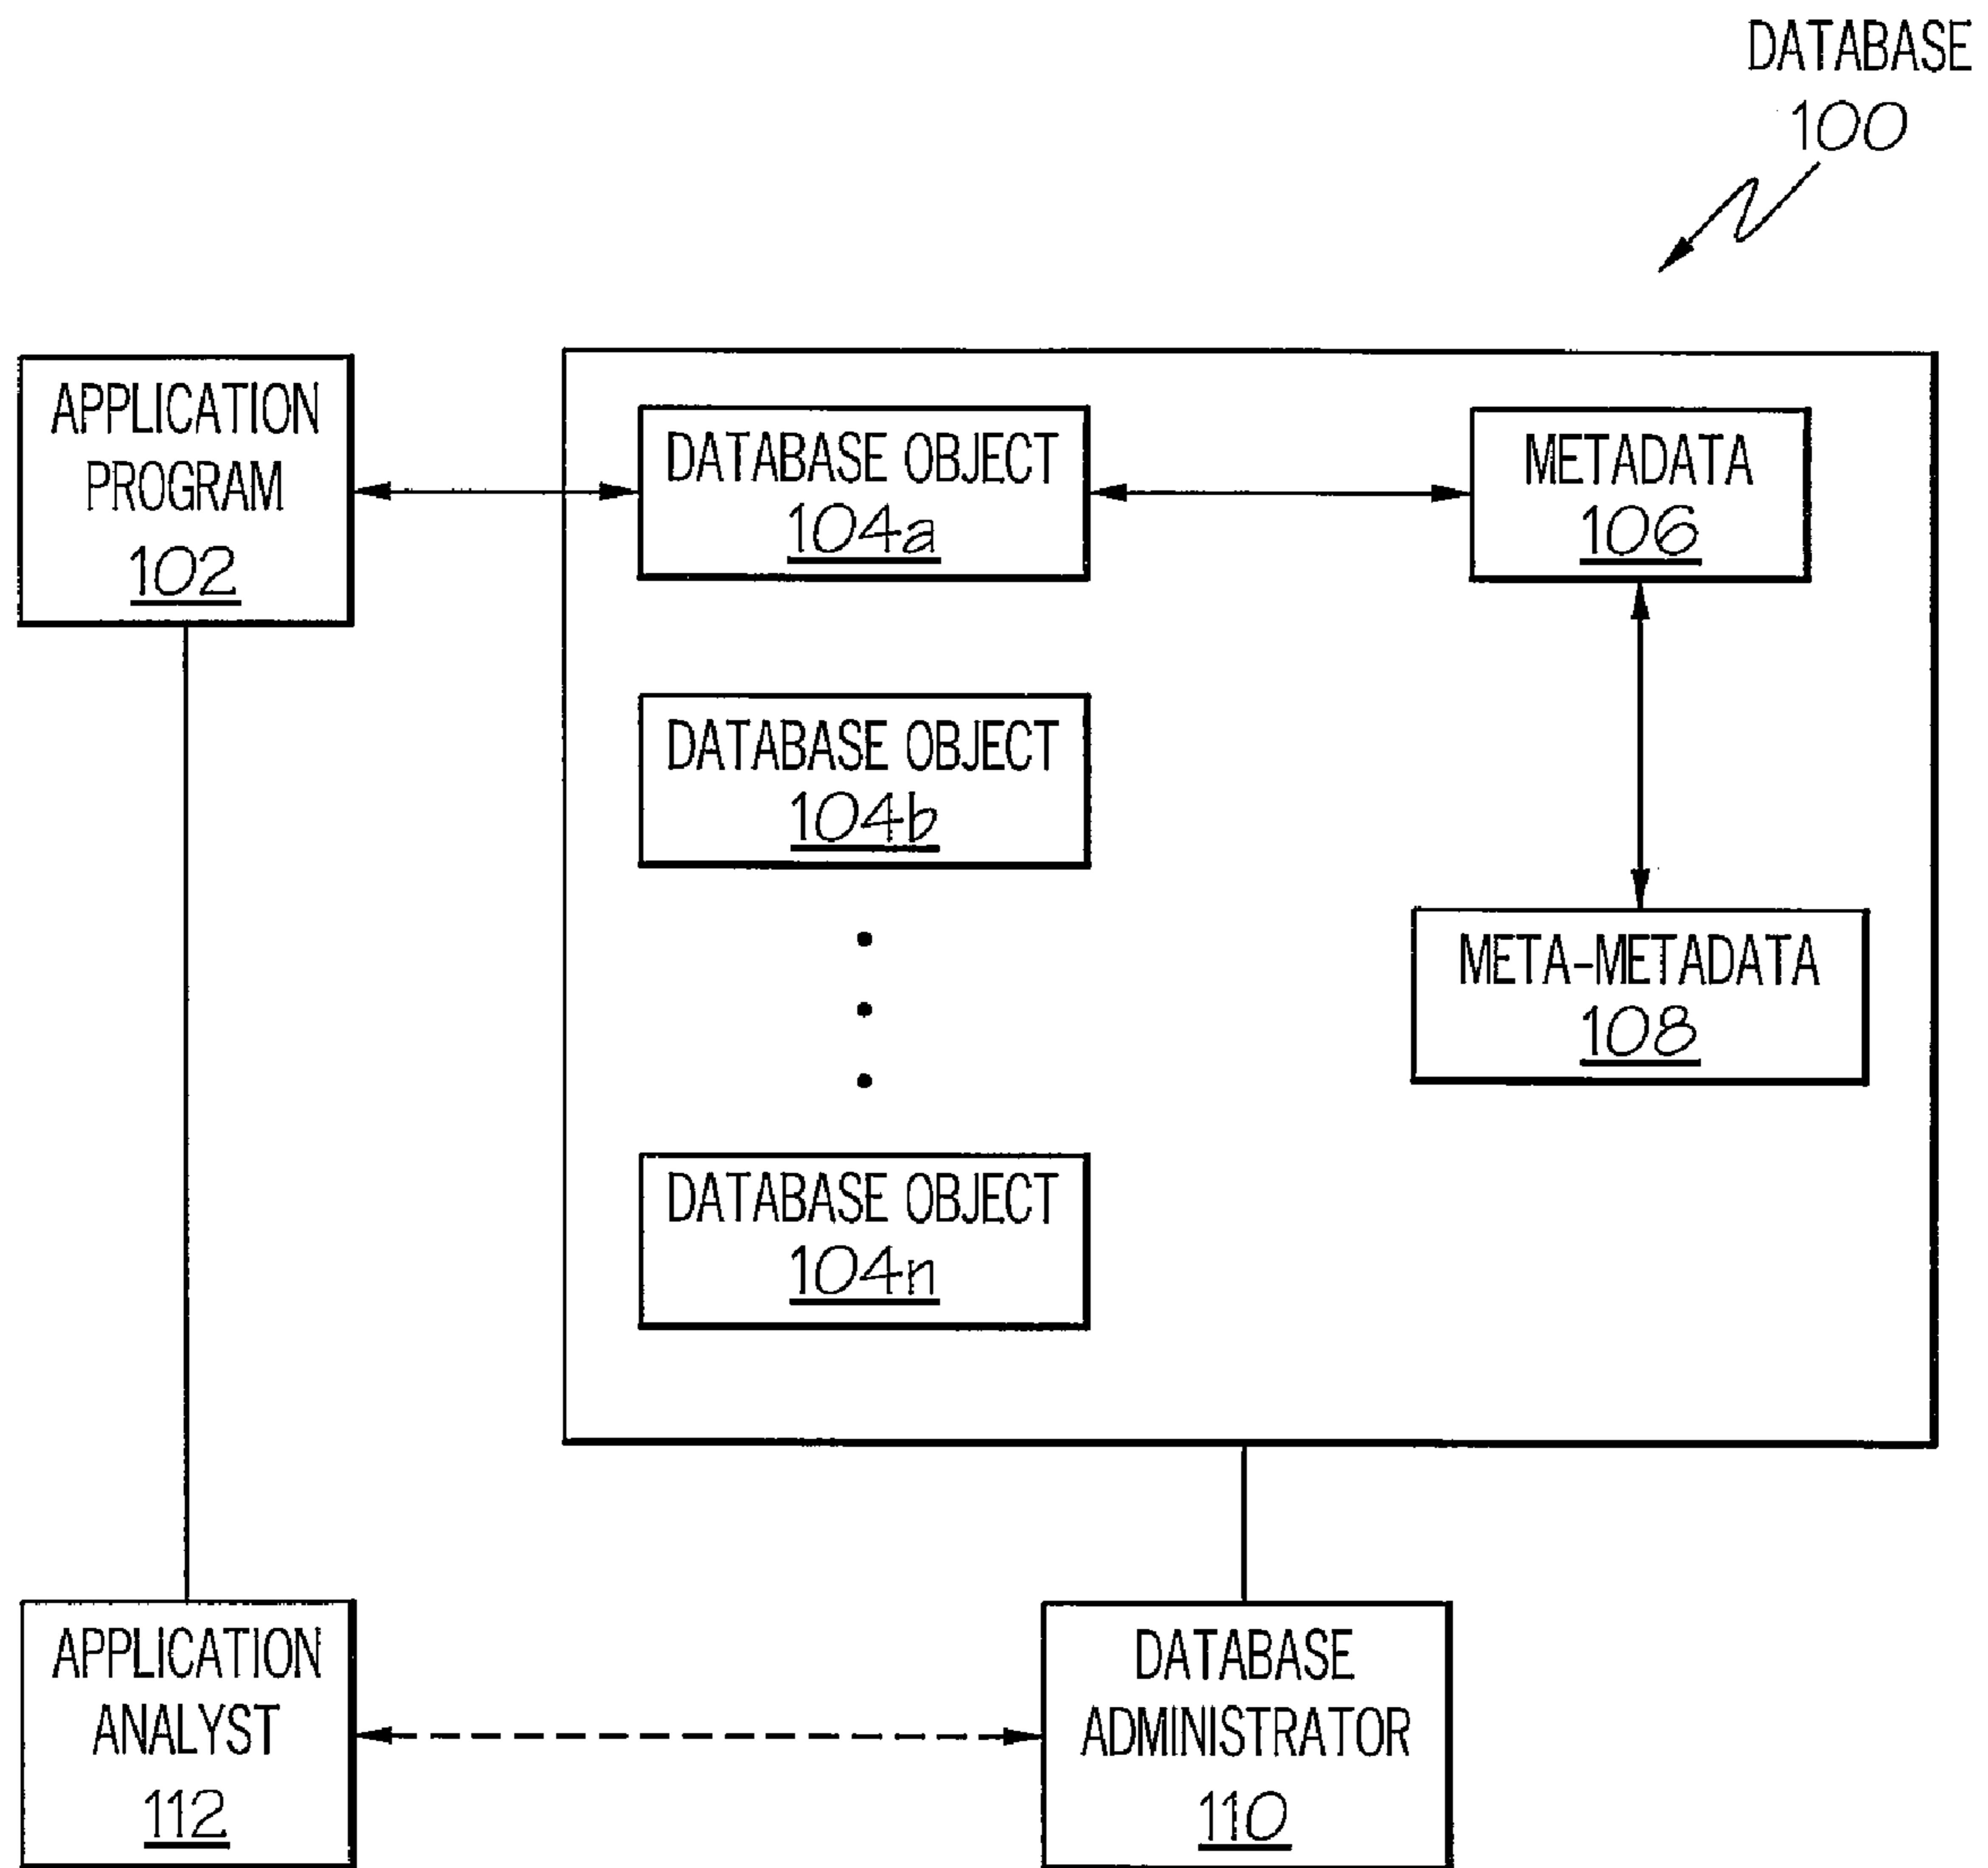 DATABASE
100
APPLICATION
PROGRAM
102
DATABASE OBJECT
104a
METADATA
106
DATABASE OBJECT
104b
META-METADATA
108
DATABASE OBJECT
104n
APPLICATION
ANALYST
112
DATABASE
ADMINISTRATOR
110